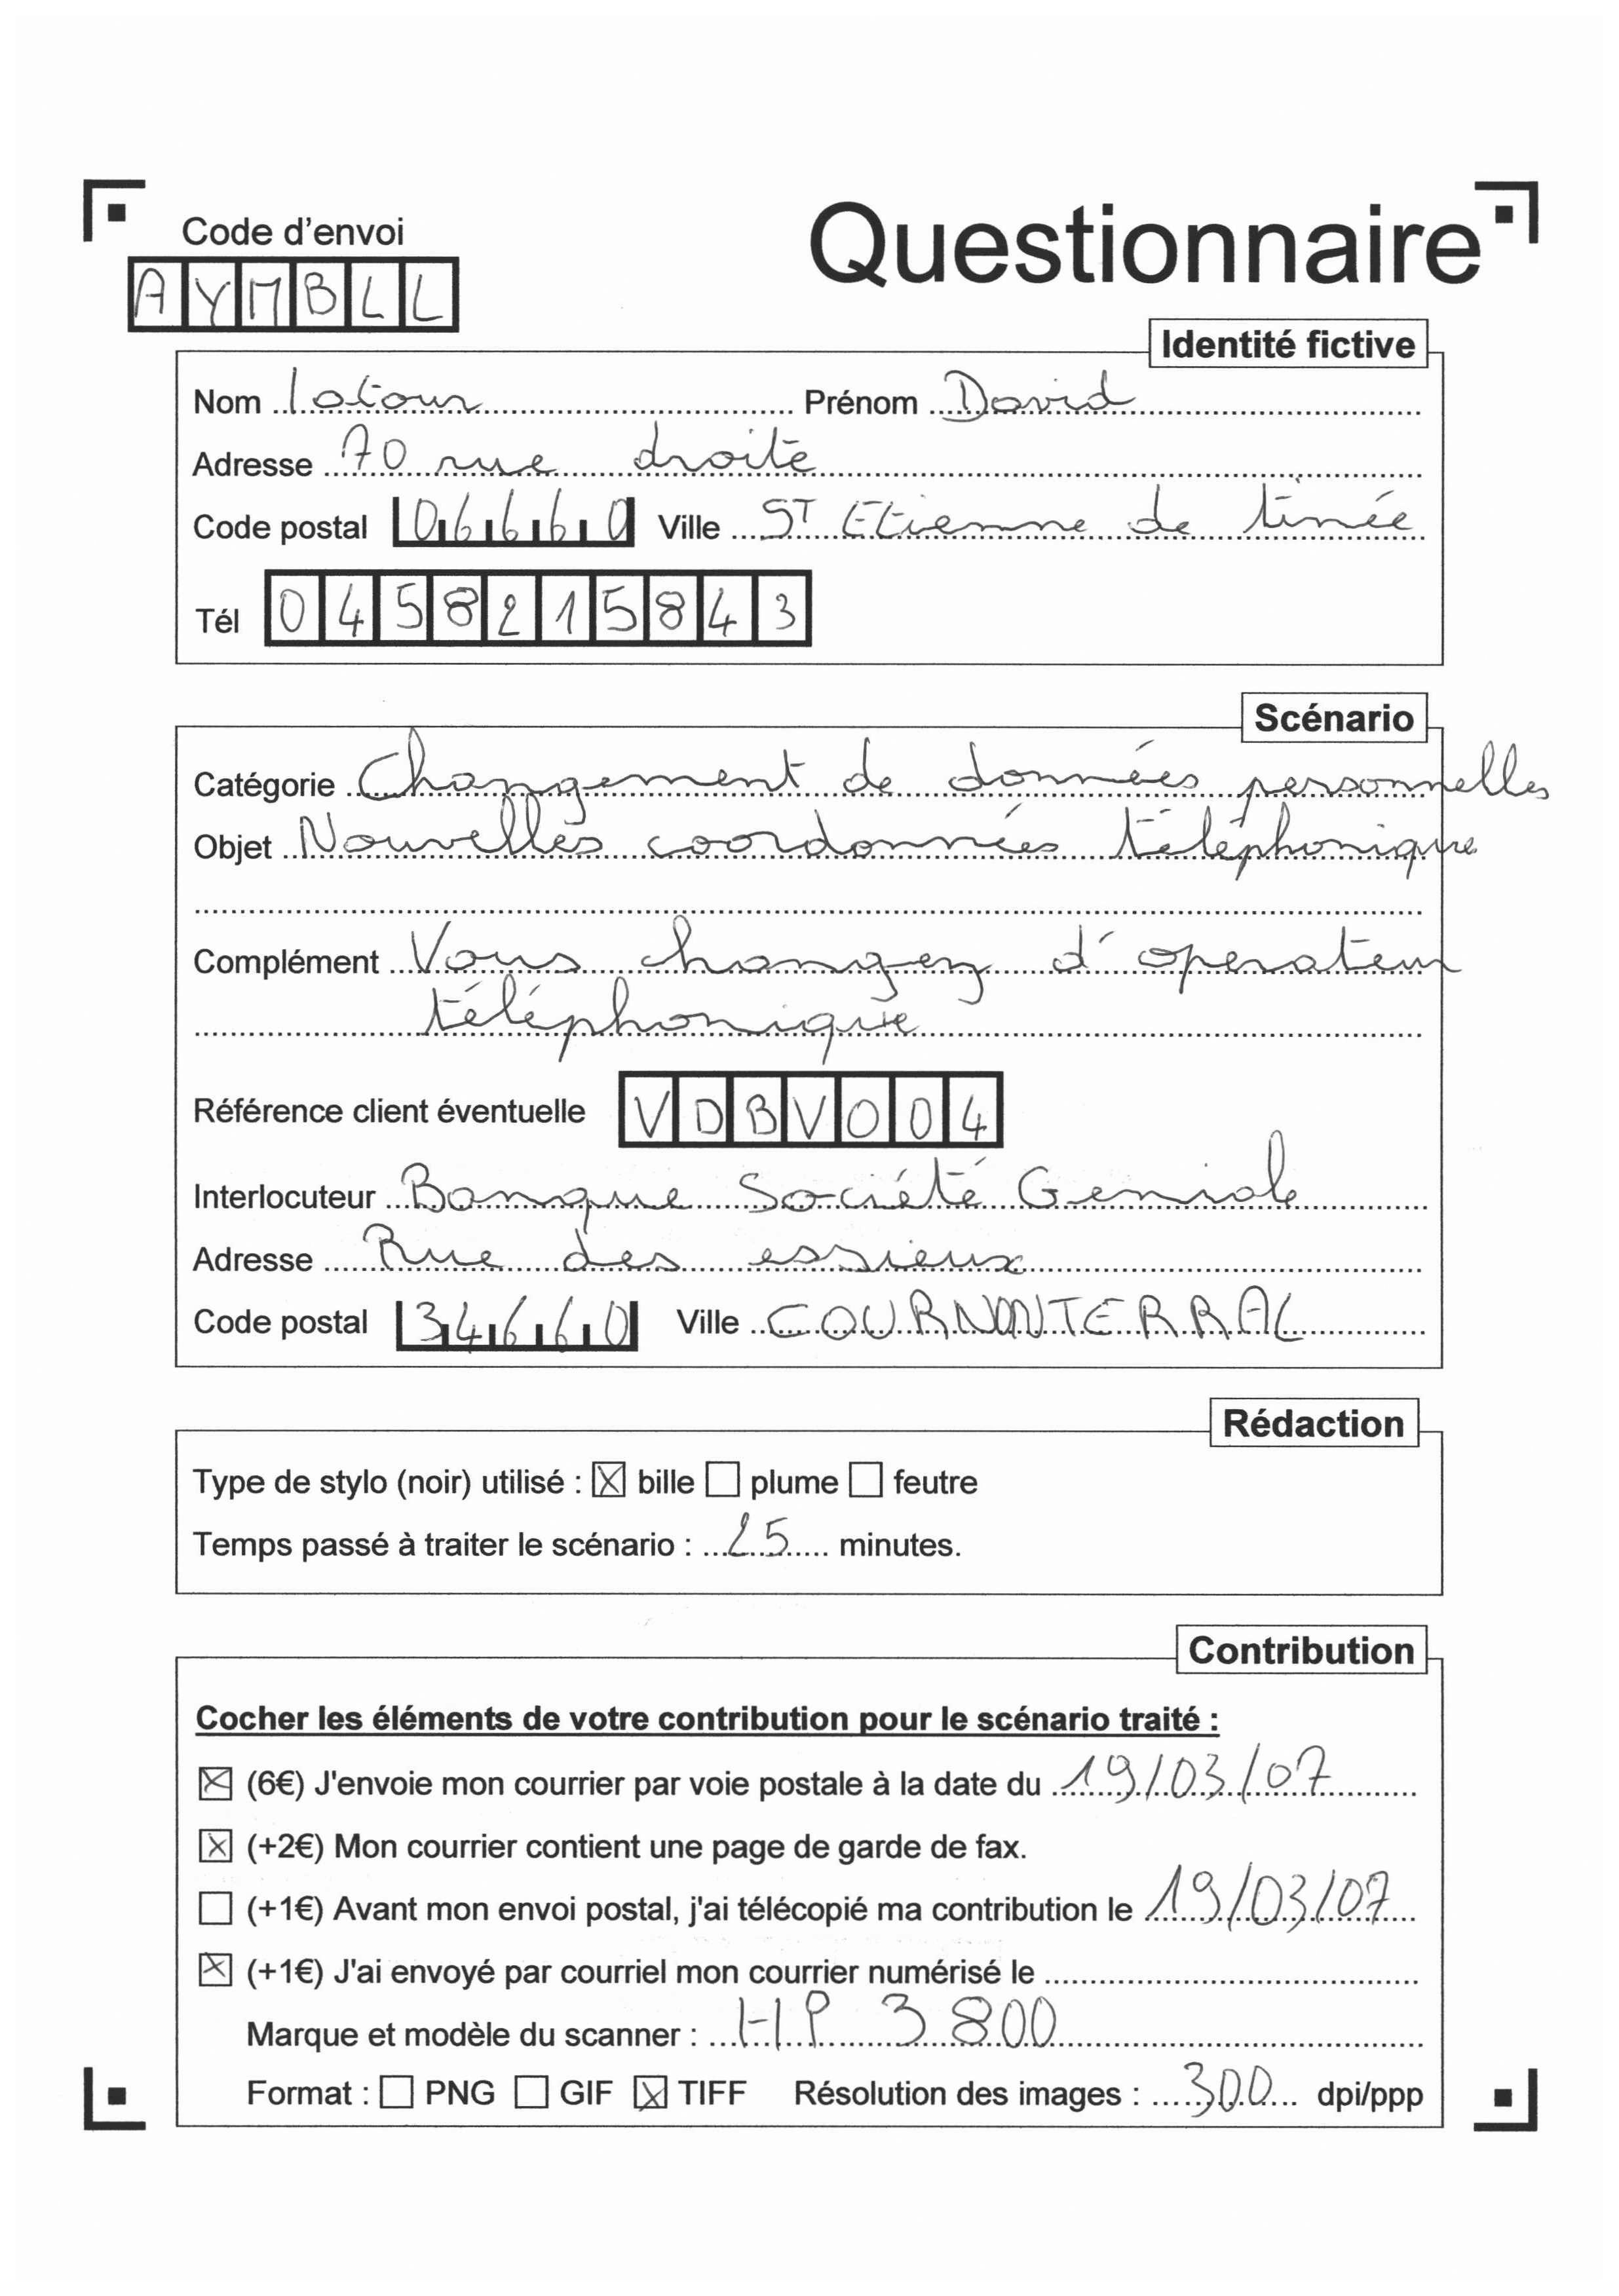 Code d'envoi
Questionnaire
AYMBLL
Identité fictive
Nom latour Prénom David
Adresse 70 rue droite
Code postal 06660 Ville ST Etienne de tinée
Tél 0458215843
Scénario
Catégorie Changement de données personnelles
Objet Nouvelles coordonnées téléphonique
Complément Vous changez d'operateur
téléphonique
Référence client éventuelle VDBV004
Interlocuteur Banque Société Geniale
Adresse Rue des essieux
Code postal 34660 Ville COURNONTERRAL
Rédaction
Type de stylo (noir) utilisé : ☒ bille ☐ plume ☐ feutre
Temps passé à traiter le scénario : 25 minutes.
Contribution
Cocher les éléments de votre contribution pour le scénario traité :
☒ (6€) J'envoie mon courrier par voie postale à la date du 19/03/07
☒ (+2€) Mon courrier contient une page de garde de fax.
☐ (+1€) Avant mon envoi postal, j'ai télécopié ma contribution le 19/03/07
☒ (+1€) J'ai envoyé par courriel mon courrier numérisé le
Marque et modèle du scanner : HP 3800
Format : ☐ PNG ☐ GIF ☒ TIFF Résolution des images : 300 dpi/ppp